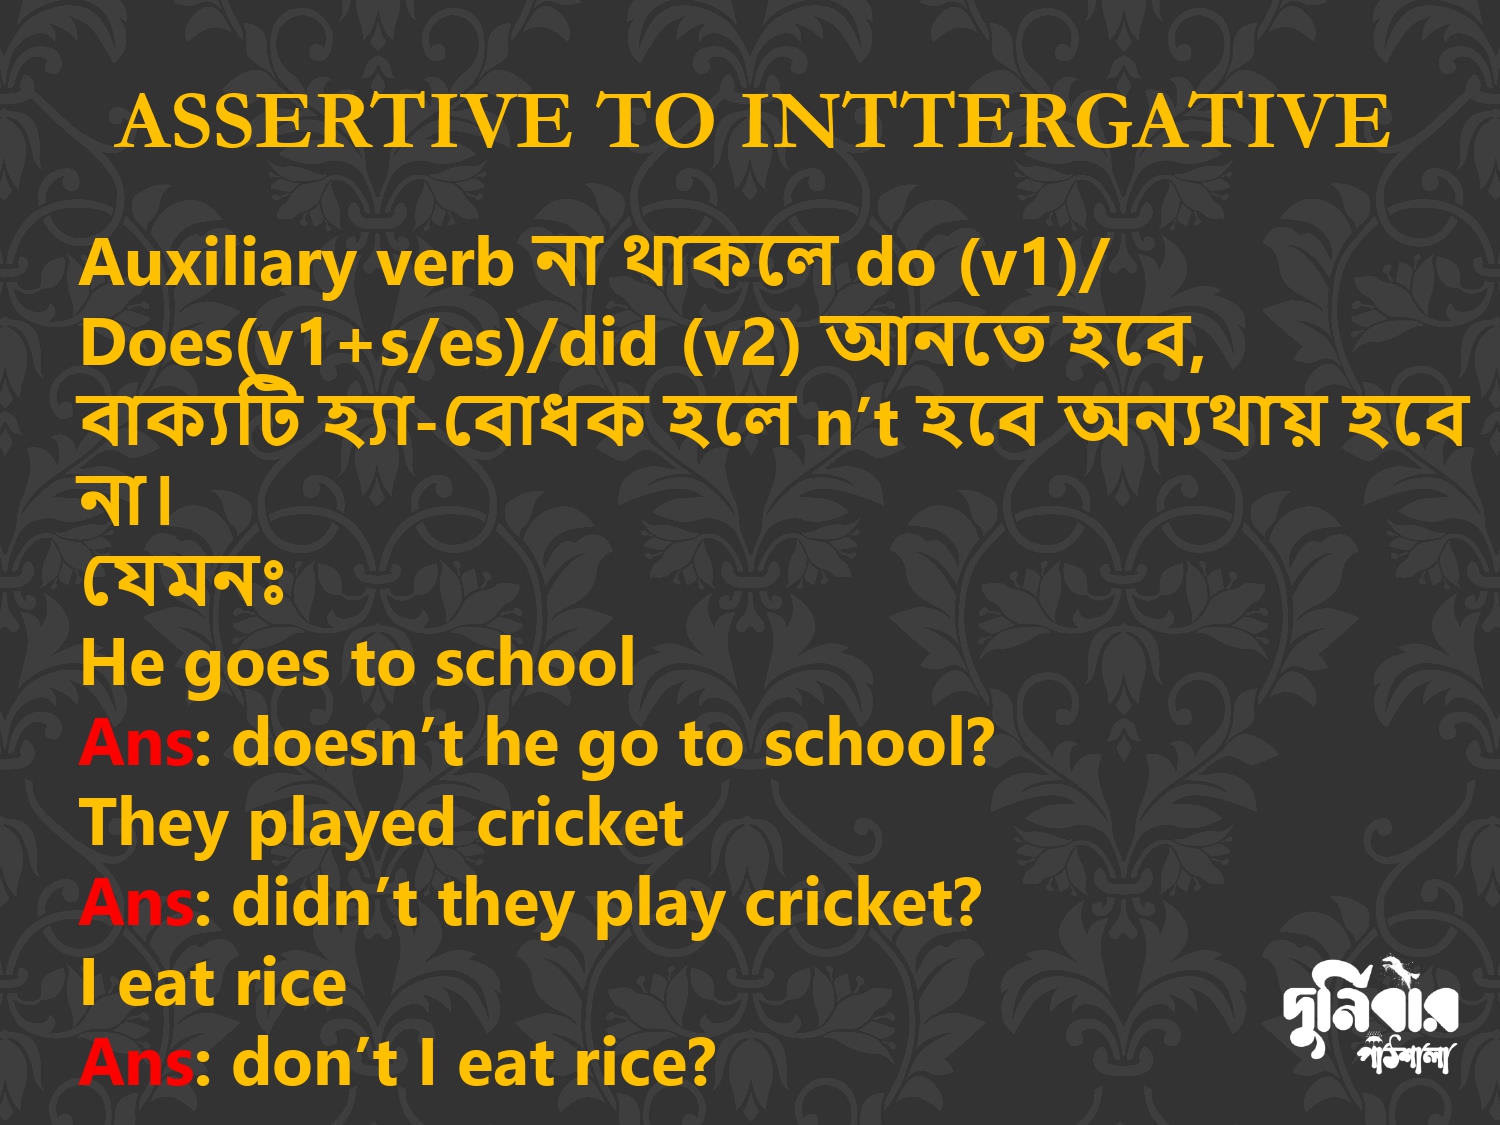 ASSERTIVE TO INTTERGATIVE
Auxiliary verb না থাকলে do (v1)/
Does(v1+s/es)/did (v2) আনতে হবে,
বাক্যটি হ্যা-বোধক হলে n’t হবে অন্যথায় হবে
না।
যেমনঃ
He goes to school
Ans: doesn’t he go to school?
They played cricket
Ans: didn’t they play cricket?
I eat rice
Ans: don’t I eat rice?
দুর্নিবার
পাঠশালা